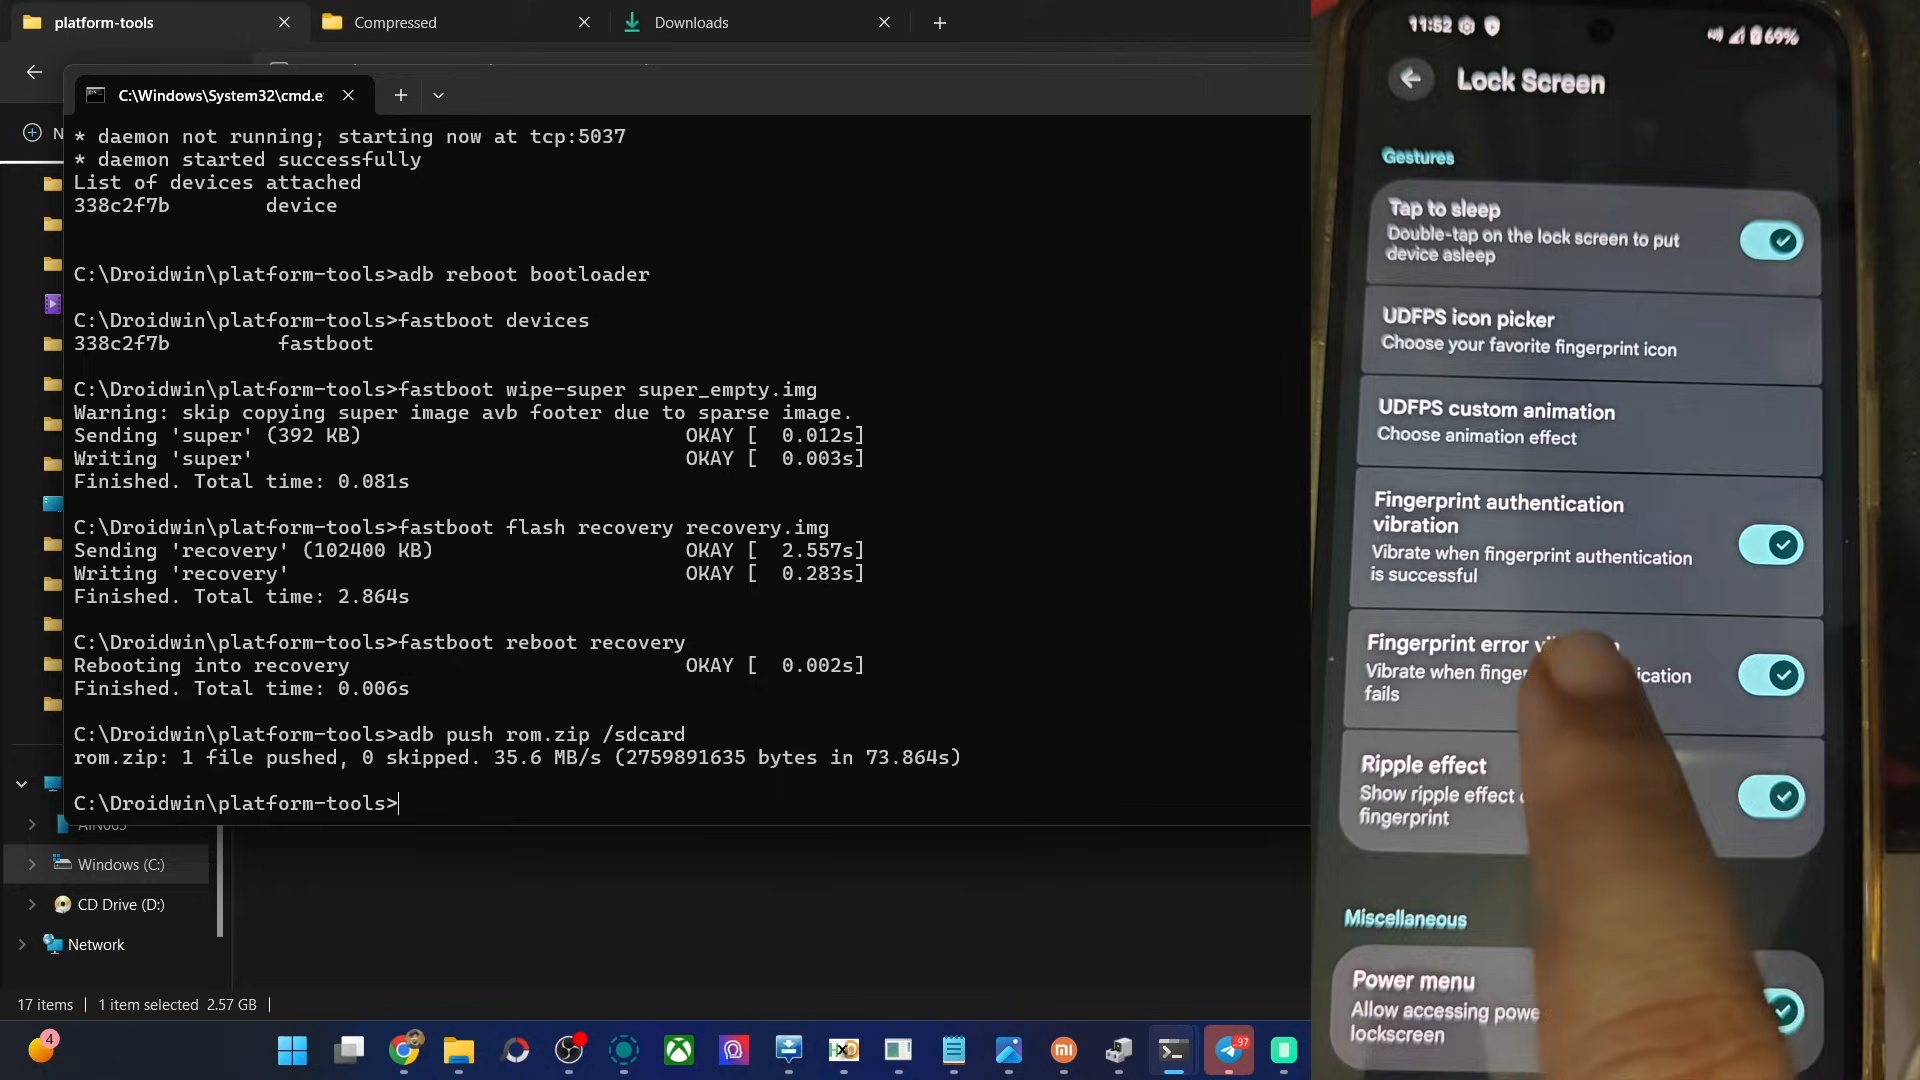 platform-tools
Compressed
Downloads
C:\Windows\System32\cmd.e
* daemon not running; starting now at tcp:5037
* daemon started successfully
List of devices attached
338c2f7b device
C:\Droidwin\platform-tools>adb reboot bootloader
C:\Droidwin\platform-tools>fastboot devices
338c2f7b fastboot
C:\Droidwin\platform-tools>fastboot wipe-super super_empty.img
Warning: skip copying super image avb footer due to sparse image.
Sending 'super' (392 KB) OKAY [ 0.012s]
Writing 'super' OKAY [ 0.003s]
Finished. Total time: 0.081s
C:\Droidwin\platform-tools>fastboot flash recovery recovery.img
Sending 'recovery' (102400 KB) OKAY [ 2.557s]
Writing 'recovery' OKAY [ 0.283s]
Finished. Total time: 2.864s
C:\Droidwin\platform-tools>fastboot reboot recovery
Rebooting into recovery OKAY [ 0.002s]
Finished. Total time: 0.006s
C:\Droidwin\platform-tools>adb push rom.zip /sdcard
rom.zip: 1 file pushed, 0 skipped. 35.6 MB/s (2759891635 bytes in 73.864s)
C:\Droidwin\platform-tools>
N
Windows (C:)
CD Drive (D:)
Network
17 items | 1 item selected 2.57 GB |
4
..97
11:52
69%
Lock Screen
Gestures
Tap to sleep
Double-tap on the lock screen to put
device asleep
UDFPS icon picker
Choose your favorite fingerprint icon
UDFPS custom animation
Choose animation effect
Fingerprint authentication
vibration
Vibrate when fingerprint authentication
is successful
Fingerprint error
Vibrate when
fails
Ripple effect
Show ripple effect
fingerprint
Miscellaneous
Power menu
Allow accessing
lockscreen